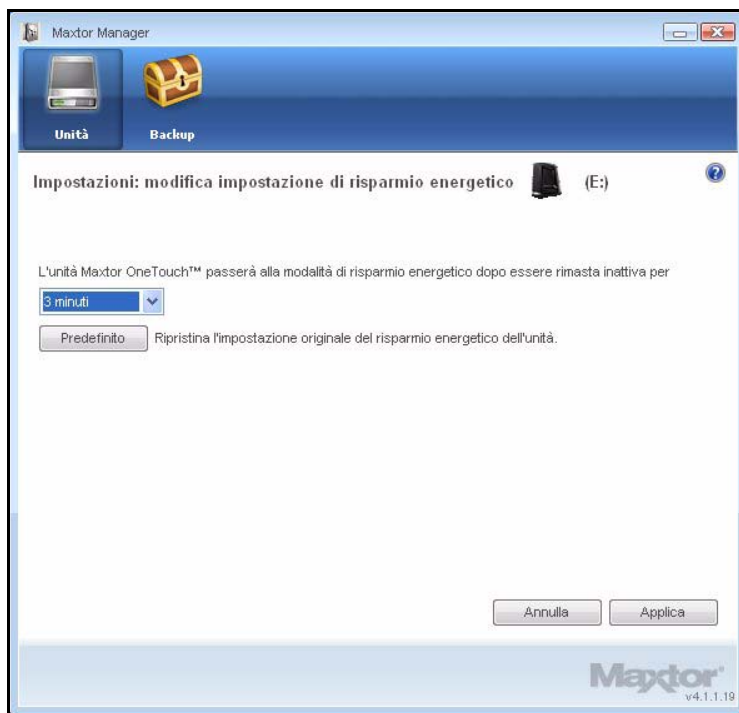 Maxtor Manager
Unità
Backup
Impostazioni: modifica impostazione di risparmio energetico
(E:)
L'unità Maxtor OneTouch™ passerà alla modalità di risparmio energetico dopo essere rimasta inattiva per
3 minuti
Predefinito
Ripristina l'impostazione originale del risparmio energetico dell'unità.
Annulla
Applica
Maxtor
v4.1.1.19